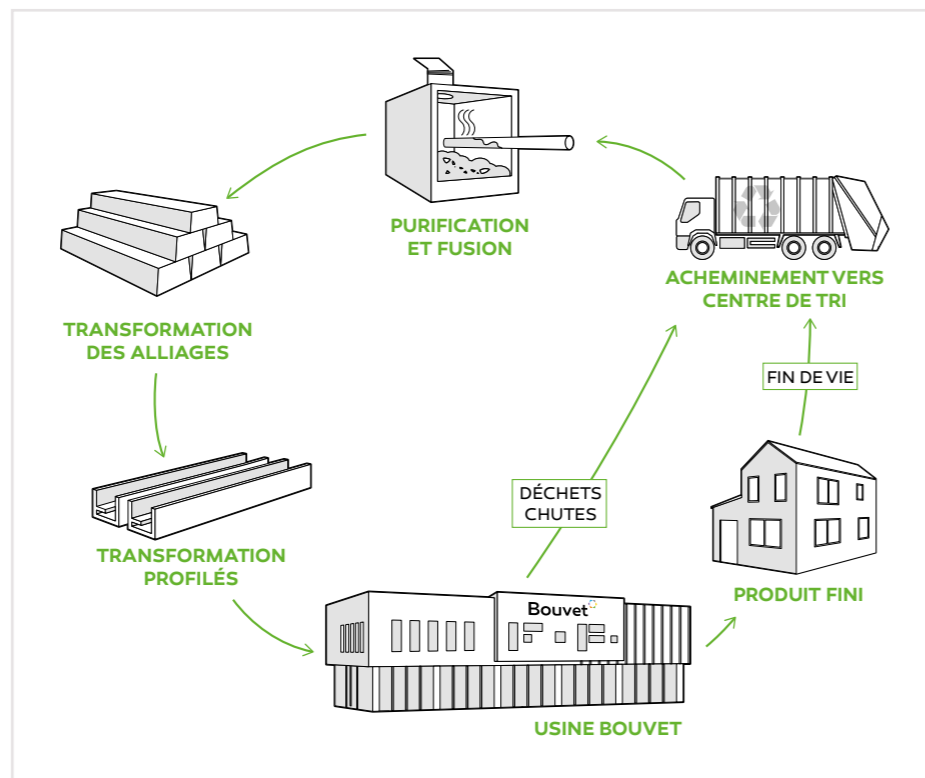 PURIFICATION
ET FUSION
ACHEMINEMENT VERS
CENTRE DE TRI
TRANSFORMATION
DES ALLIAGES
FIN DE VIE
DÉCHETS
CHUTES
TRANSFORMATION
PROFILÉS
PRODUIT FINI
Bouvet
USINE BOUVET